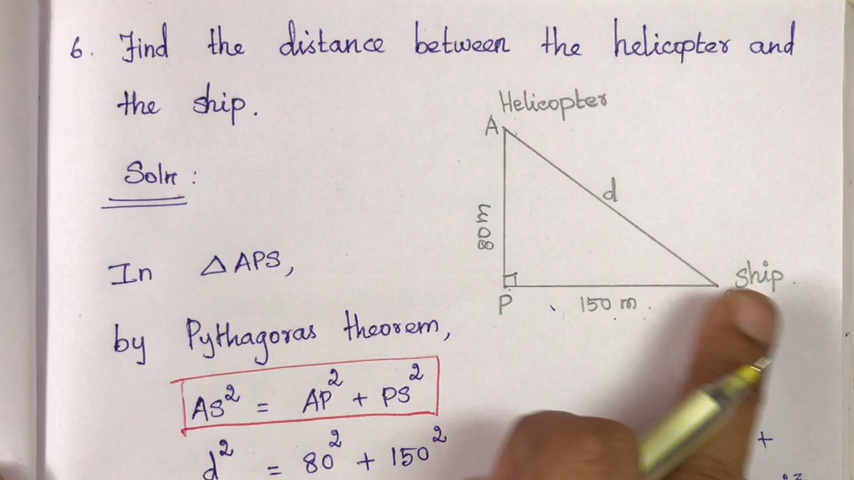 6. Find the distance between the helicopter and
the ship.
Helicopter
A
Soln :
80m
d
In △APS,
Ship
P
150 m
by Pythagoras theorem,
AS² = AP² + PS²
d² = 80² + 150²
+